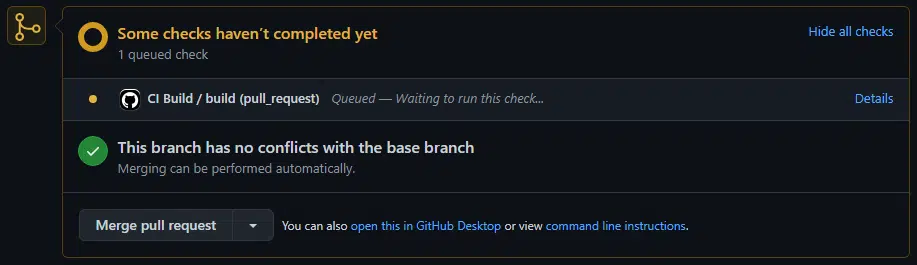 Some checks haven't completed yet
Hide all checks
1 queued check
CI Build / build (pull_request) Queued — Waiting to run this check...
Details
This branch has no conflicts with the base branch
Merging can be performed automatically.
Merge pull request
You can also open this in GitHub Desktop or view command line instructions.